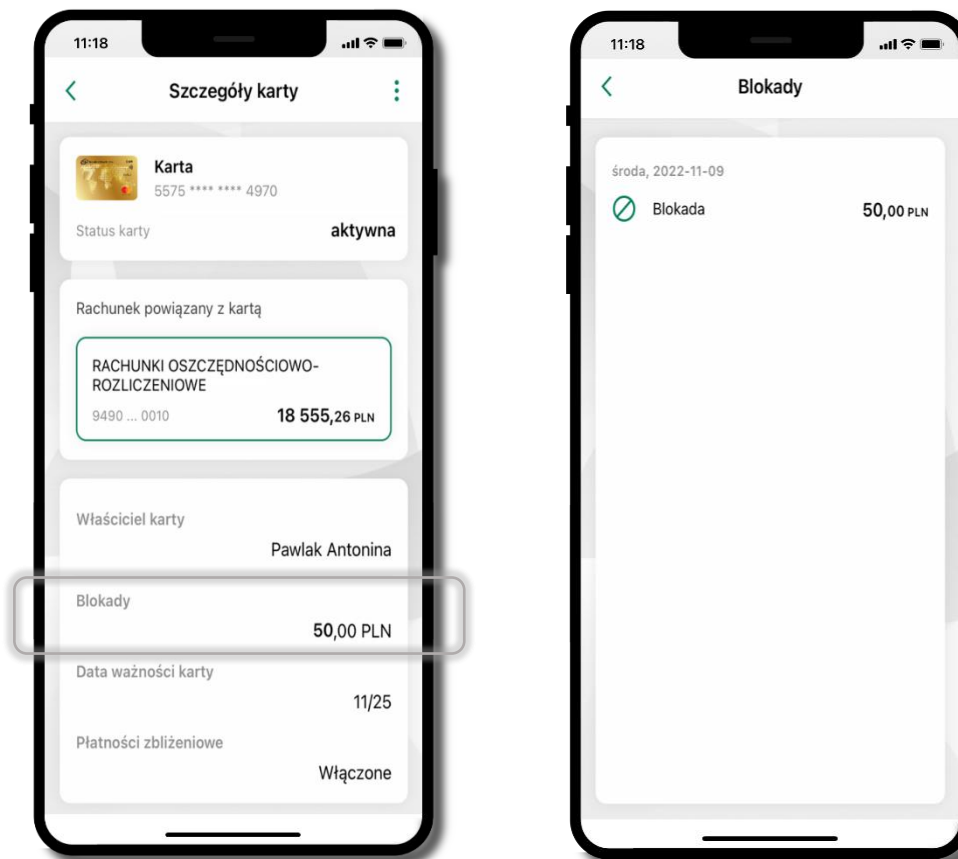 11:18
Szczegóły karty
Karta
5575 **** **** 4970
Status karty
aktywna
Rachunek powiązany z kartą
RACHUNKI OSZCZĘDNOŚCIOWO-
ROZLICZENIOWE
9490 ... 0010
18 555,26 PLN
Właściciel karty
Pawlak Antonina
Blokady
50,00 PLN
Data ważności karty
11/25
Płatności zbliżeniowe
Włączone
11:18
Blokady
środa, 2022-11-09
Blokada
50,00 PLN